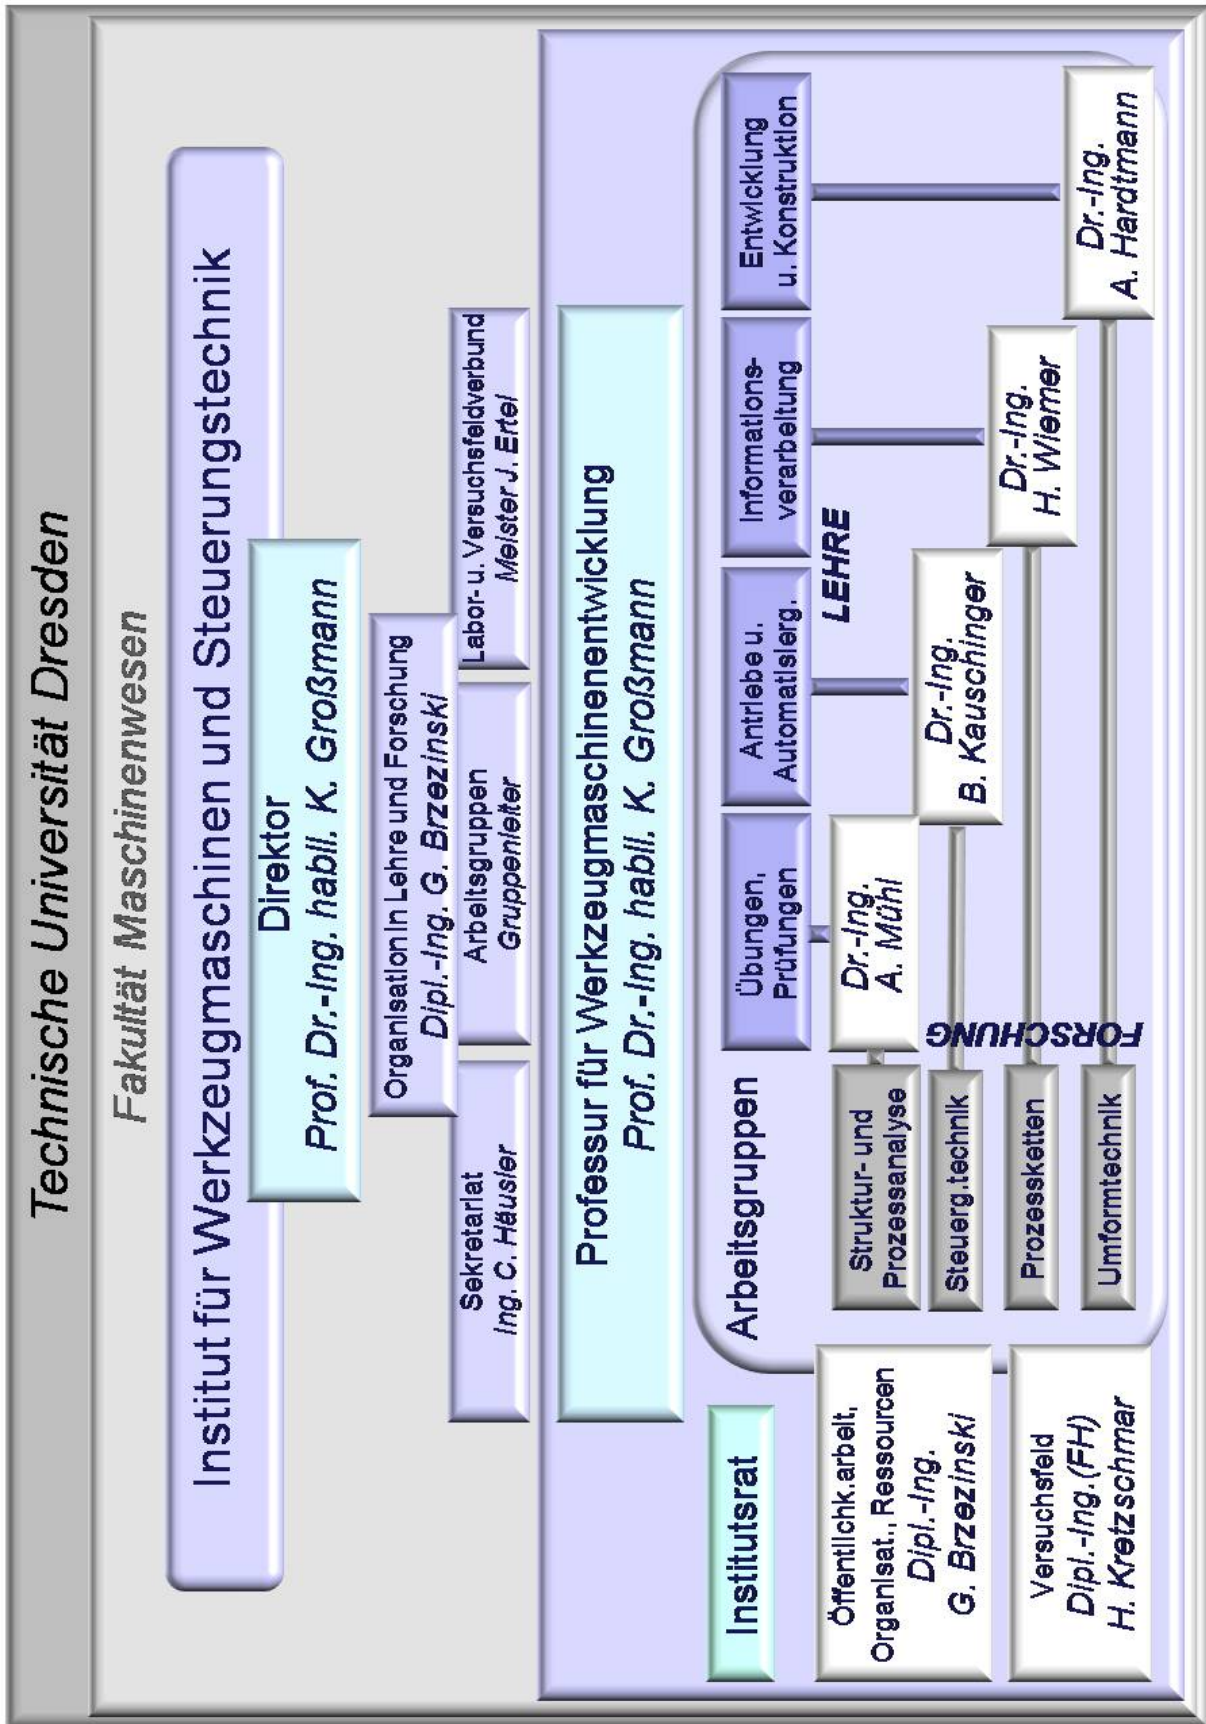 Technische Universität Dresden
Fakultät Maschinenwesen
Institut für Werkzeugmaschinen und Steuerungstechnik
Direktor
Prof. Dr.-Ing. habil. K. Großmann
Organisation in Lehre und Forschung
Dipl.-Ing. G. Brzezinski
Sekretariat
Ing. C. Häusler
Arbeitsgruppen
Gruppenleiter
Labor- u. Versuchsfeldverbund
Meister J. Ertel
Professur für Werkzeugmaschinenentwicklung
Prof. Dr.-Ing. habil. K. Großmann
Institutsrat
Öffentlichk.arbeit,
Organisat., Ressourcen
Dipl.-Ing.
G. Brzezinski
Versuchsfeld
Dipl.-Ing.(FH)
H. Kretzschmar
Arbeitsgruppen
Übungen,
Prüfungen
Antriebe u.
Automatisierg.
Informations-
verarbeitung
Entwicklung
u. Konstruktion
LEHRE
Struktur- und
Prozessanalyse
Steuerg.technik
Prozessketten
Umformtechnik
FORSCHUNG
Dr.-Ing.
A. Mühl
Dr.-Ing.
B. Kauschinger
Dr.-Ing.
H. Wiemer
Dr.-Ing.
A. Hardtmann